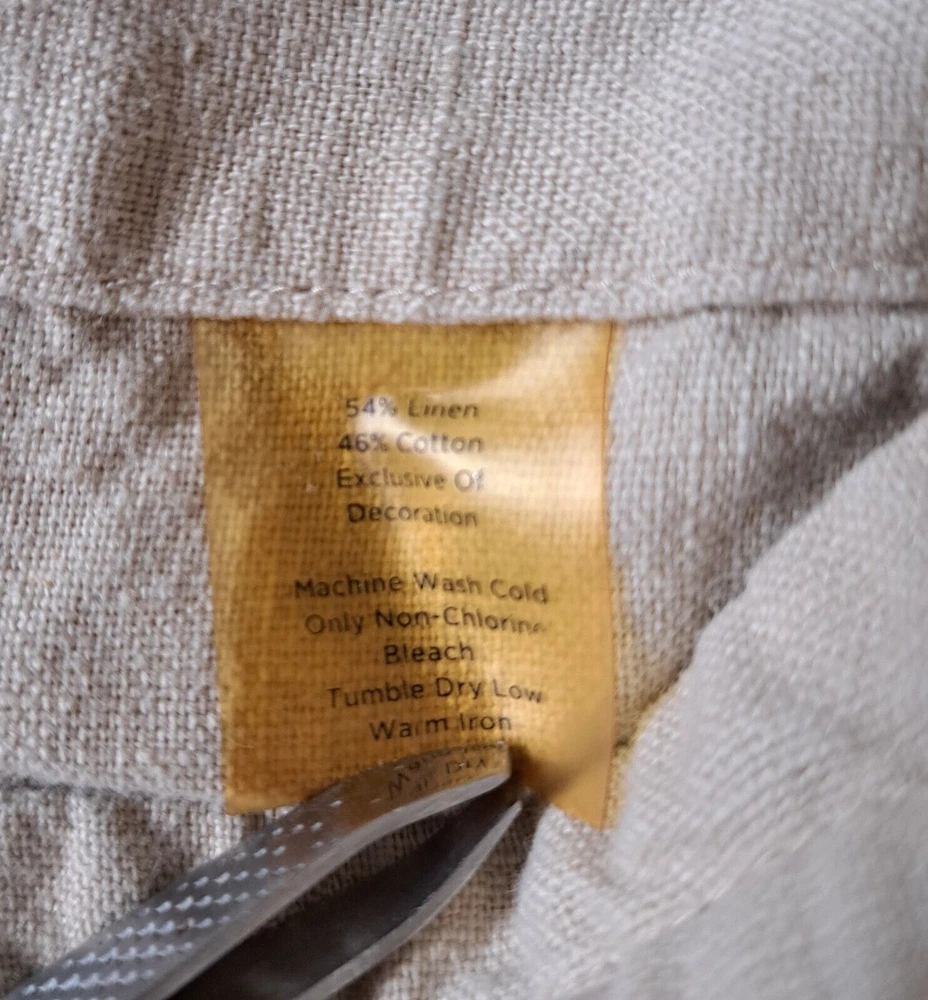 54% Linen
46% Cotton
Exclusive Of
Decoration
Machine Wash Cold
Only Non-Chlorine
Bleach
Tumble Dry Low
Warm Iron